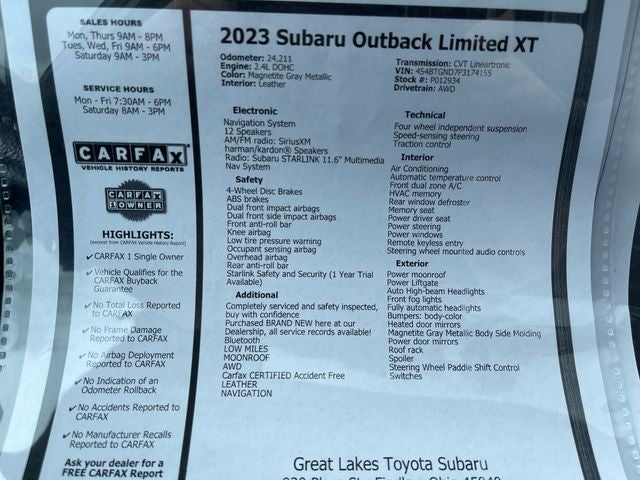 SALES HOURS
Mon, Thurs 9AM - 8PM
Tues, Wed, Fri 9AM - 6PM
Saturday 9AM - 3PM
SERVICE HOURS
Mon - Fri 7:30AM - 6PM
Saturday 8AM - 3PM
CARFAX
VEHICLE HISTORY REPORTS
CARFAX
1 OWNER
HIGHLIGHTS:
(excerpt from CARFAX Vehicle History Report)
✓ CARFAX 1 Single Owner
✓ Vehicle Qualifies for the
CARFAX Buyback
Guarantee
✓ No Total Loss Reported
to CARFAX
✓ No Frame Damage
Reported to CARFAX
✓ No Airbag Deployment
Reported to CARFAX
✓ No Indication of an
Odometer Rollback
✓ No Accidents Reported to
CARFAX
✓ No Manufacturer Recalls
Reported to CARFAX
Ask your dealer for a
FREE CARFAX Report
2023 Subaru Outback Limited XT
Odometer: 24,211
Engine: 2.4L DOHC
Color: Magnetite Gray Metallic
Interior: Leather
Transmission: CVT Lineartronic
VIN: 4S4BTGND7P3174155
Stock #: P012934
Drivetrain: AWD
Electronic
Navigation System
12 Speakers
AM/FM radio: SiriusXM
harman/kardon® Speakers
Radio: Subaru STARLINK 11.6" Multimedia
Nav System
Safety
4-Wheel Disc Brakes
ABS brakes
Dual front impact airbags
Dual front side impact airbags
Front anti-roll bar
Knee airbag
Low tire pressure warning
Occupant sensing airbag
Overhead airbag
Rear anti-roll bar
Starlink Safety and Security (1 Year Trial
Available)
Additional
Completely serviced and safety inspected,
buy with confidence
Purchased BRAND NEW here at our
Dealership, all service records available!
Bluetooth
LOW MILES
MOONROOF
AWD
Carfax CERTIFIED Accident Free
LEATHER
NAVIGATION
Technical
Four wheel independent suspension
Speed-sensing steering
Traction control
Interior
Air Conditioning
Automatic temperature control
Front dual zone A/C
HVAC memory
Rear window defroster
Memory seat
Power driver seat
Power steering
Power windows
Remote keyless entry
Steering wheel mounted audio controls
Exterior
Power moonroof
Power Liftgate
Auto High-beam Headlights
Front fog lights
Fully automatic headlights
Bumpers: body-color
Heated door mirrors
Magnetite Gray Metallic Body Side Molding
Power door mirrors
Roof rack
Spoiler
Steering Wheel Paddle Shift Control
Switches
Great Lakes Toyota Subaru